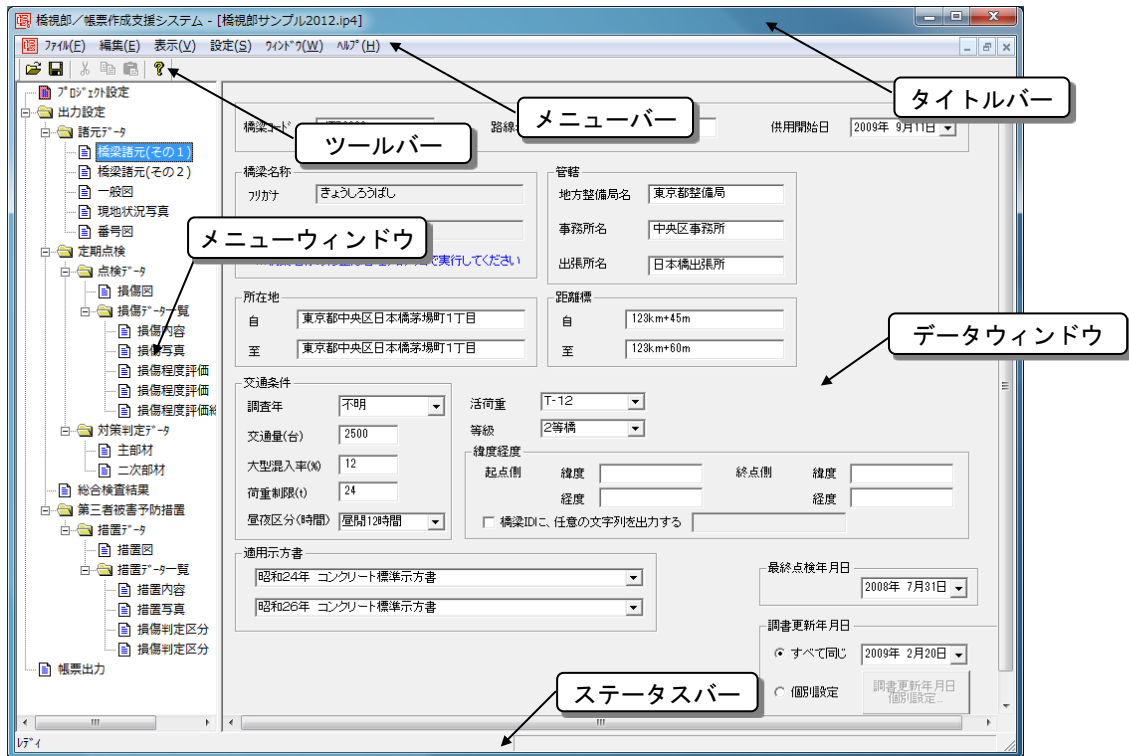 橋視郎／帳票作成支援システム - [橋視郎サンプル2012.ip4]
ﾌｧｲﾙ(F) 編集(E) 表示(V) 設定(S) ｳｨﾝﾄﾞｳ(W) ﾍﾙﾌﾟ(H)
タイトルバー
メニューバー
ツールバー
メニューウィンドウ
データウィンドウ
ステータスバー
ﾌﾟﾛｼﾞｪｸﾄ設定
出力設定
諸元ﾃﾞｰﾀ
橋梁諸元(その１)
橋梁諸元(その２)
一般図
現地状況写真
番号図
定期点検
点検ﾃﾞｰﾀ
損傷図
損傷ﾃﾞｰﾀ一覧
損傷内容
損傷写真
損傷程度評価
損傷程度評価
損傷程度評価
対策判定ﾃﾞｰﾀ
主部材
二次部材
総合検査結果
第三者被害予防措置
措置ﾃﾞｰﾀ
措置図
措置ﾃﾞｰﾀ一覧
措置内容
措置写真
損傷判定区分
損傷判定区分
帳票出力
橋梁ｺｰﾄﾞ
路線
供用開始日 2009年 9月11日
橋梁名称
ﾌﾘｶﾞﾅ きょうしろうばし
実行してください
管轄
地方整備局名 東京都整備局
事務所名 中央区事務所
出張所名 日本橋出張所
所在地
自 東京都中央区日本橋茅場町1丁目
至 東京都中央区日本橋茅場町1丁目
距離標
自 123km+45m
至 123km+60m
交通条件
調査年 不明
交通量(台) 2500
大型混入率(%) 12
荷重制限(t) 24
昼夜区分(時間) 昼間12時間
活荷重 T-12
等級 2等橋
緯度経度
起点側 緯度 終点側 緯度
経度 経度
橋梁IDに、任意の文字列を出力する
適用示方書
昭和24年 コンクリート標準示方書
昭和26年 コンクリート標準示方書
最終点検年月日
2008年 7月31日
調書更新年月日
すべて同じ 2009年 2月20日
個別設定 調書更新年月日
個別設定...
ﾚﾃﾞｨ